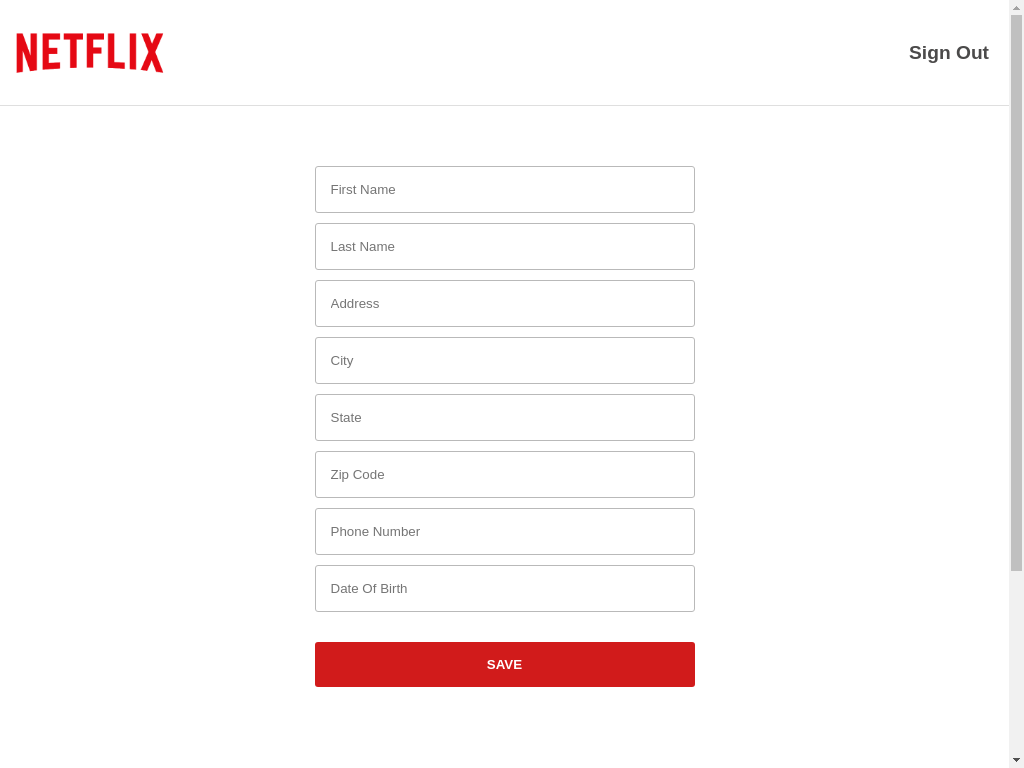 NETFLIX
Sign Out
First Name
Last Name
Address
City
State
Zip Code
Phone Number
Date Of Birth
SAVE